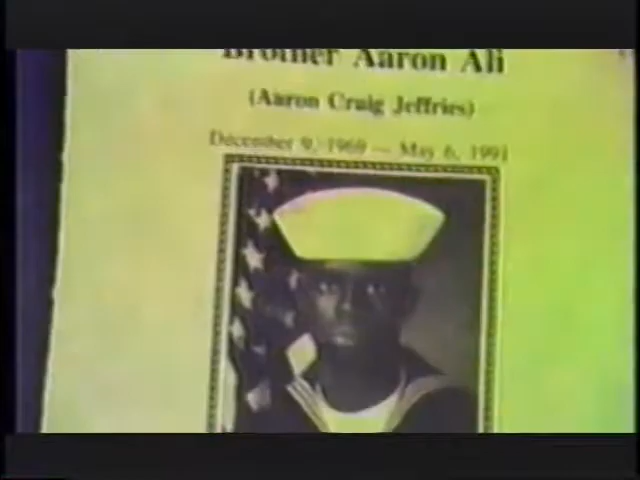 Brother Aaron Ali
(Aaron Craig Jeffries)
December 9, 1969 — May 6, 1991